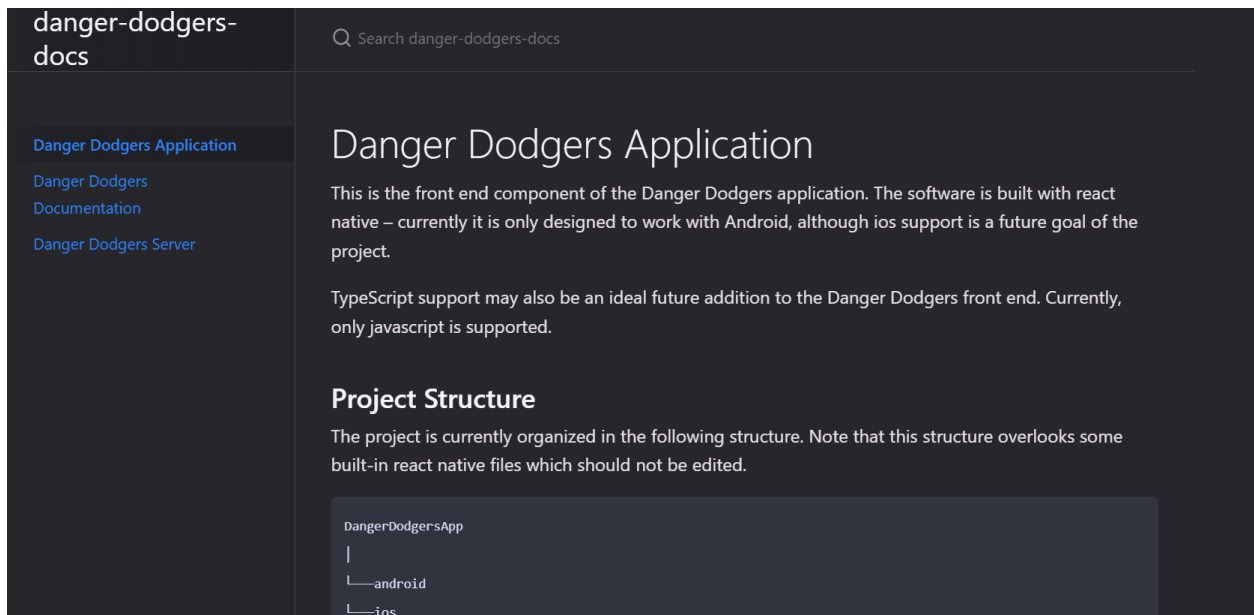 danger-dodgers-
docs
Search danger-dodgers-docs
Danger Dodgers Application
Danger Dodgers
Documentation
Danger Dodgers Server
Danger Dodgers Application
This is the front end component of the Danger Dodgers application. The software is built with react
native – currently it is only designed to work with Android, although ios support is a future goal of the
project.
TypeScript support may also be an ideal future addition to the Danger Dodgers front end. Currently,
only javascript is supported.
Project Structure
The project is currently organized in the following structure. Note that this structure overlooks some
built-in react native files which should not be edited.
DangerDodgersApp
│
└───android
└───ios